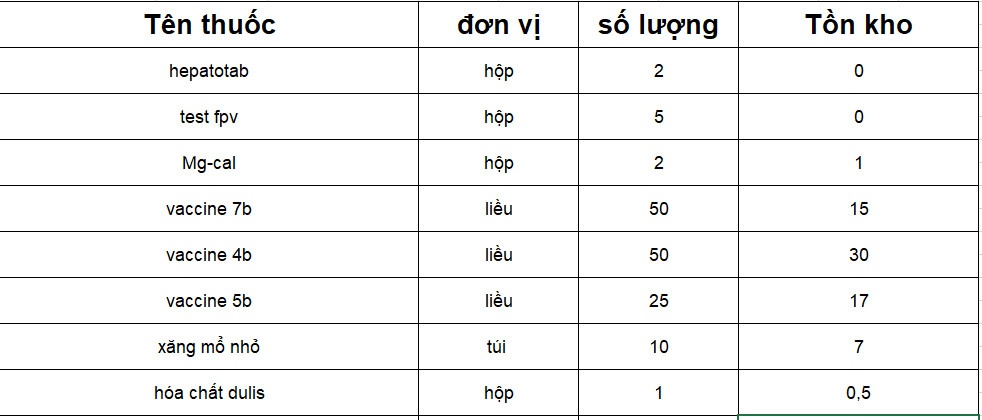 Tên thuốc đơn vị số lượng Tồn kho
hepatotab hộp 2 0
test fpv hộp 5 0
Mg-cal hộp 2 1
vaccine 7b liều 50 15
vaccine 4b liều 50 30
vaccine 5b liều 25 17
xăng mổ nhỏ túi 10 7
hóa chất dulis hộp 1 0,5